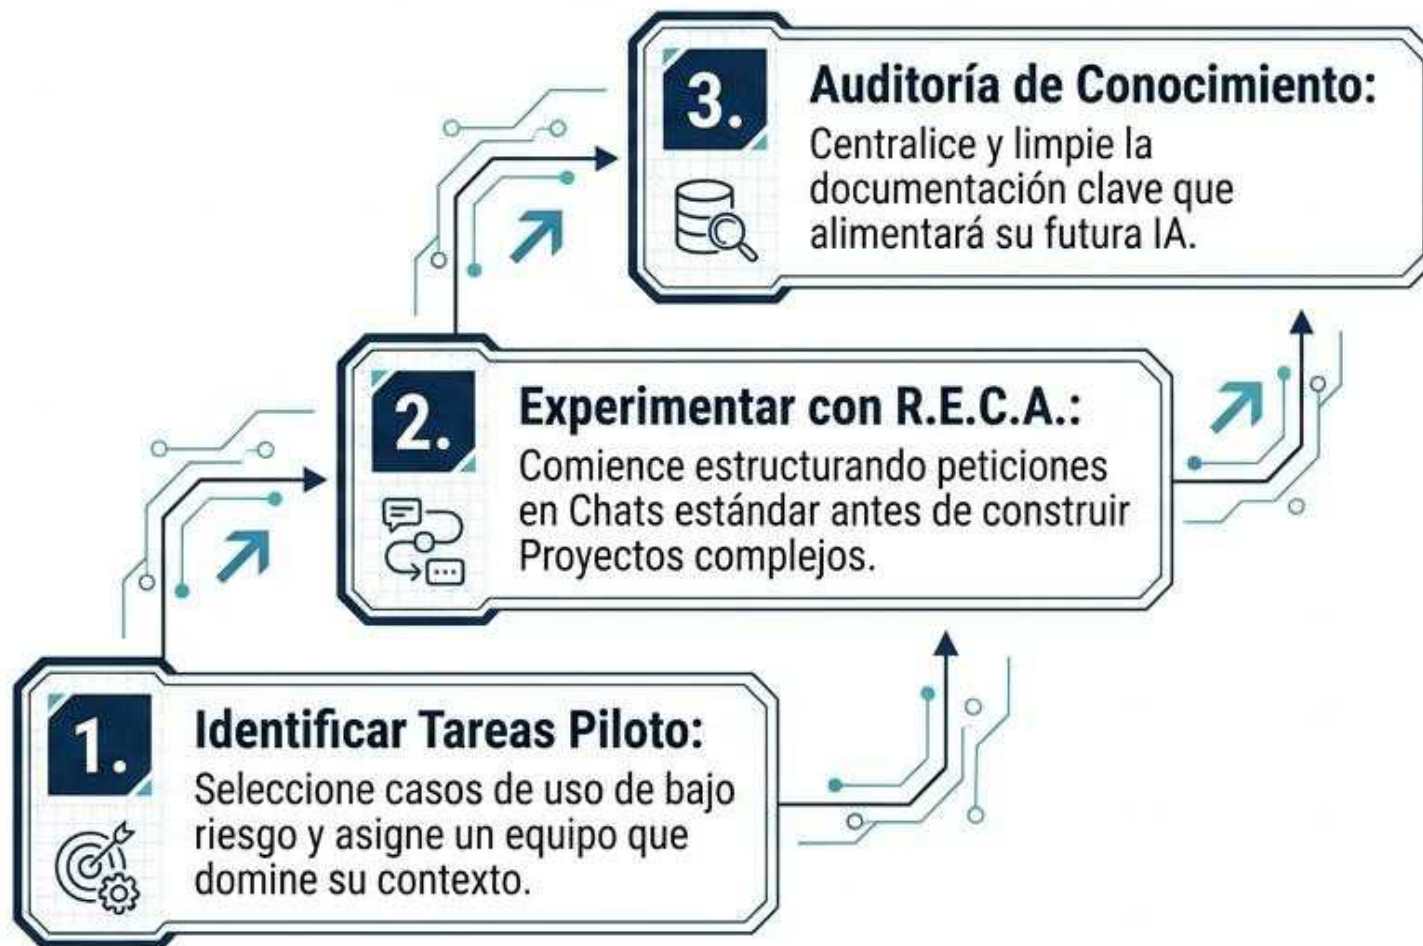 3.
Auditoría de Conocimiento:
Centralice y limpie la
documentación clave que
alimentará su futura IA.
2.
Experimentar con R.E.C.A.:
Comience estructurando peticiones
en Chats estándar antes de construir
Proyectos complejos.
1.
Identificar Tareas Piloto:
Seleccione casos de uso de bajo
riesgo y asigne un equipo que
domine su contexto.